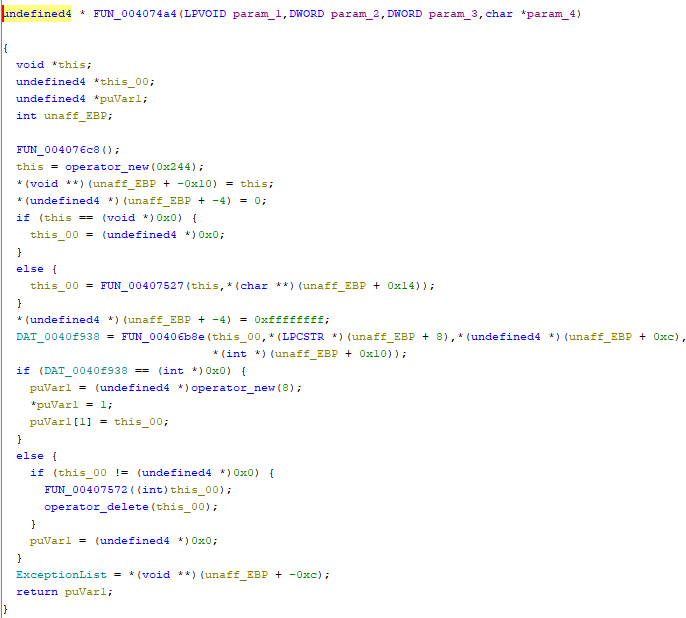 undefined4 * FUN_004074a4(LPVOID param_1,DWORD param_2,DWORD param_3,char *param_4)
{
void *this;
undefined4 *this_00;
undefined4 *puVar1;
int unaff_EBP;
FUN_004076c8();
this = operator_new(0x244);
*(void **)(unaff_EBP + -0x10) = this;
*(undefined4 *)(unaff_EBP + -4) = 0;
if (this == (void *)0x0) {
this_00 = (undefined4 *)0x0;
}
else {
this_00 = FUN_00407527(this,*(char **)(unaff_EBP + 0x14));
}
*(undefined4 *)(unaff_EBP + -4) = 0xffffffff;
DAT_0040f938 = FUN_00406b8e(this_00,*(LPCSTR *)(unaff_EBP + 8),*(undefined4 *)(unaff_EBP + 0xc),
*(int *)(unaff_EBP + 0x10));
if (DAT_0040f938 == (int *)0x0) {
puVar1 = (undefined4 *)operator_new(8);
*puVar1 = 1;
puVar1[1] = this_00;
}
else {
if (this_00 != (undefined4 *)0x0) {
FUN_00407572((int)this_00);
operator_delete(this_00);
}
puVar1 = (undefined4 *)0x0;
}
ExceptionList = *(void **)(unaff_EBP + -0xc);
return puVar1;
}